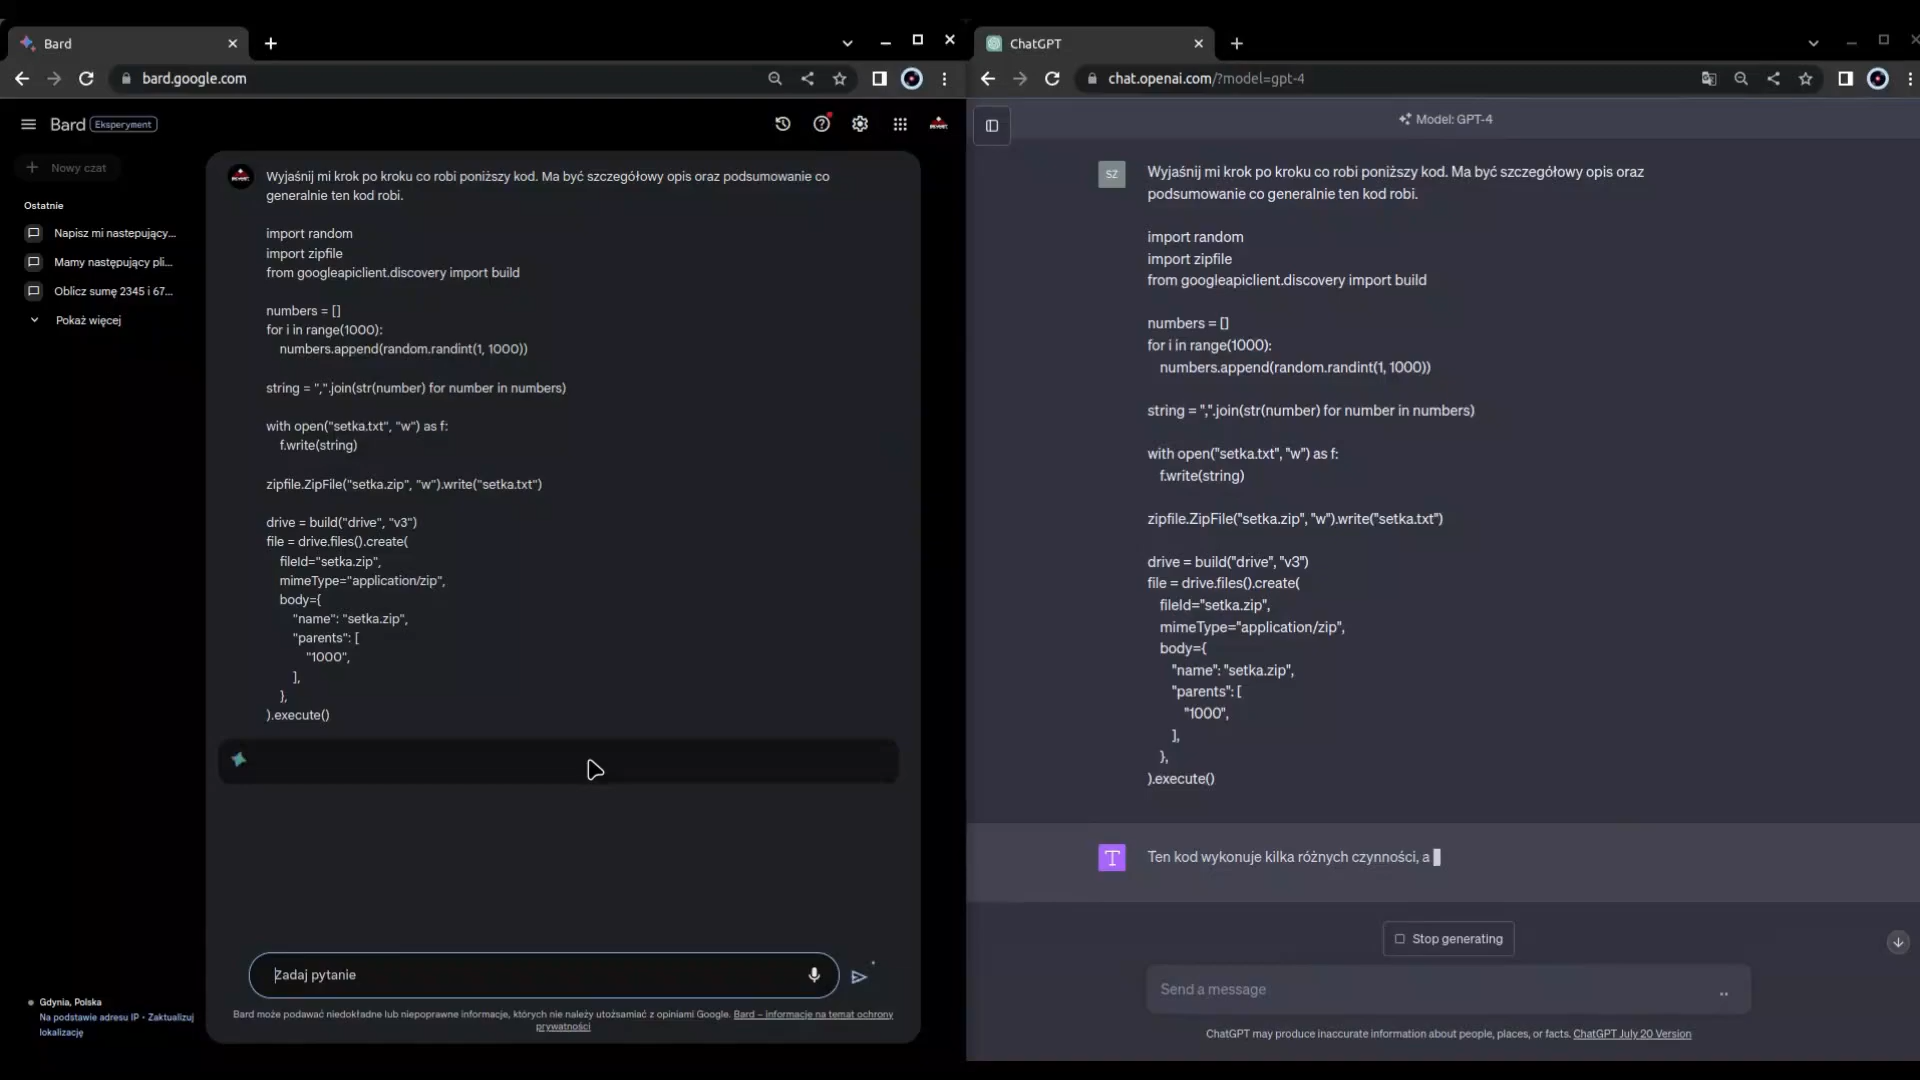 Bard
bard.google.com
Bard Eksperyment
Nowy czat
Ostatnie
Napisz mi nastepujący...
Mamy następujący pli...
Oblicz sumę 2345 i 67...
Pokaż więcej
Gdynia, Polska
Na podstawie adresu IP • Zaktualizuj
lokalizację
Wyjaśnij mi krok po kroku co robi poniższy kod. Ma być szczegółowy opis oraz podsumowanie co
generalnie ten kod robi.
import random
import zipfile
from googleapiclient.discovery import build
numbers = []
for i in range(1000):
numbers.append(random.randint(1, 1000))
string = ",".join(str(number) for number in numbers)
with open("setka.txt", "w") as f:
f.write(string)
zipfile.ZipFile("setka.zip", "w").write("setka.txt")
drive = build("drive", "v3")
file = drive.files().create(
fileId="setka.zip",
mimeType="application/zip",
body={
"name": "setka.zip",
"parents": [
"1000",
],
},
).execute()
Zadaj pytanie
Bard może podawać niedokładne lub niepoprawne informacje, których nie należy utożsamiać z opiniami Google. Bard – informacje na temat ochrony
prywatności
ChatGPT
chat.openai.com/?model=gpt-4
Model: GPT-4
SZ
Wyjaśnij mi krok po kroku co robi poniższy kod. Ma być szczegółowy opis oraz
podsumowanie co generalnie ten kod robi.
import random
import zipfile
from googleapiclient.discovery import build
numbers = []
for i in range(1000):
numbers.append(random.randint(1, 1000))
string = ",".join(str(number) for number in numbers)
with open("setka.txt", "w") as f:
f.write(string)
zipfile.ZipFile("setka.zip", "w").write("setka.txt")
drive = build("drive", "v3")
file = drive.files().create(
fileId="setka.zip",
mimeType="application/zip",
body={
"name": "setka.zip",
"parents": [
"1000",
],
},
).execute()
T
Ten kod wykonuje kilka różnych czynności, a
Stop generating
Send a message
ChatGPT may produce inaccurate information about people, places, or facts. ChatGPT July 20 Version